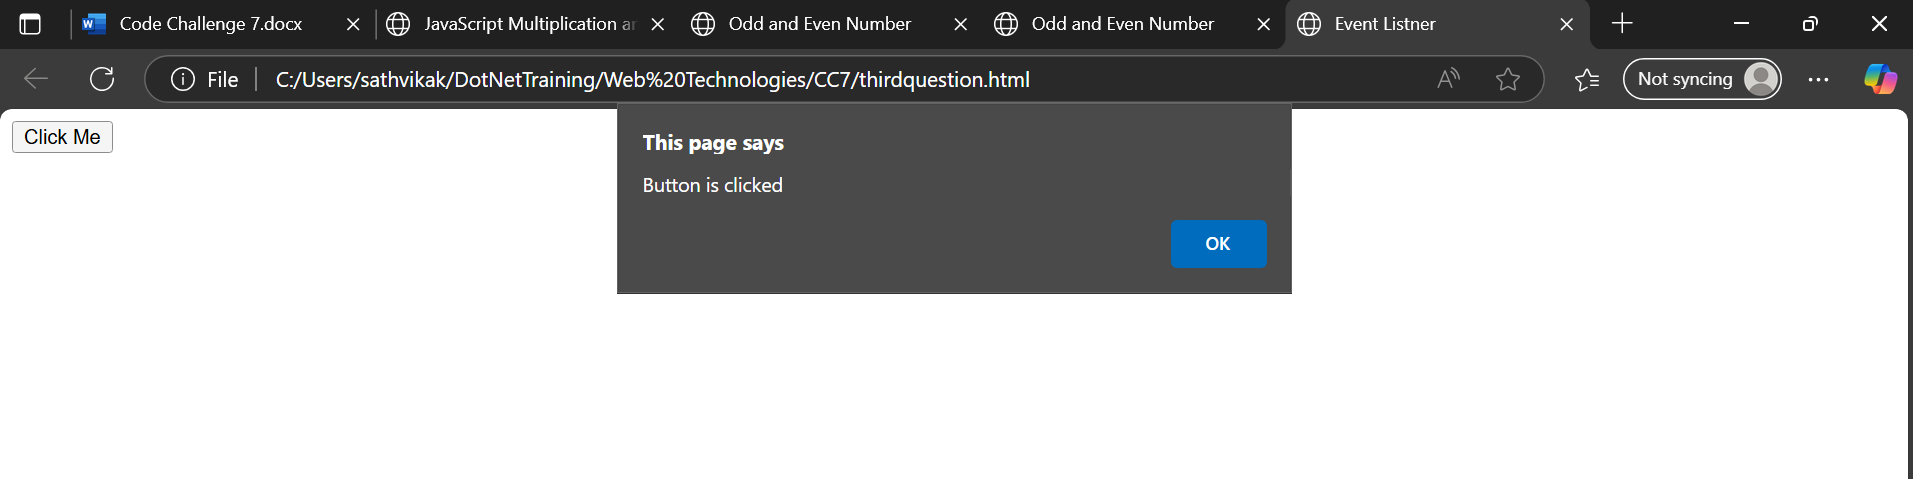 Code Challenge 7.docx
JavaScript Multiplication ar
Odd and Even Number
Odd and Even Number
Event Listner
File
C:/Users/sathvikak/DotNetTraining/Web%20Technologies/CC7/thirdquestion.html
Not syncing
Click Me
This page says
Button is clicked
OK